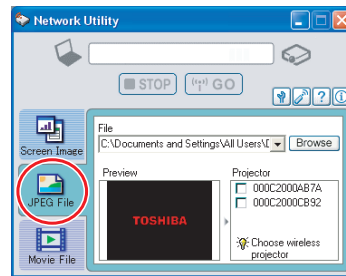 Network Utility
STOP
GO
?
Screen Image
JPEG File
Movie File
File
C:\Documents and Settings\All Users\D
Browse
Preview
TOSHIBA
Projector
000C2000AB7A
000C2000CB92
Choose wireless
projector